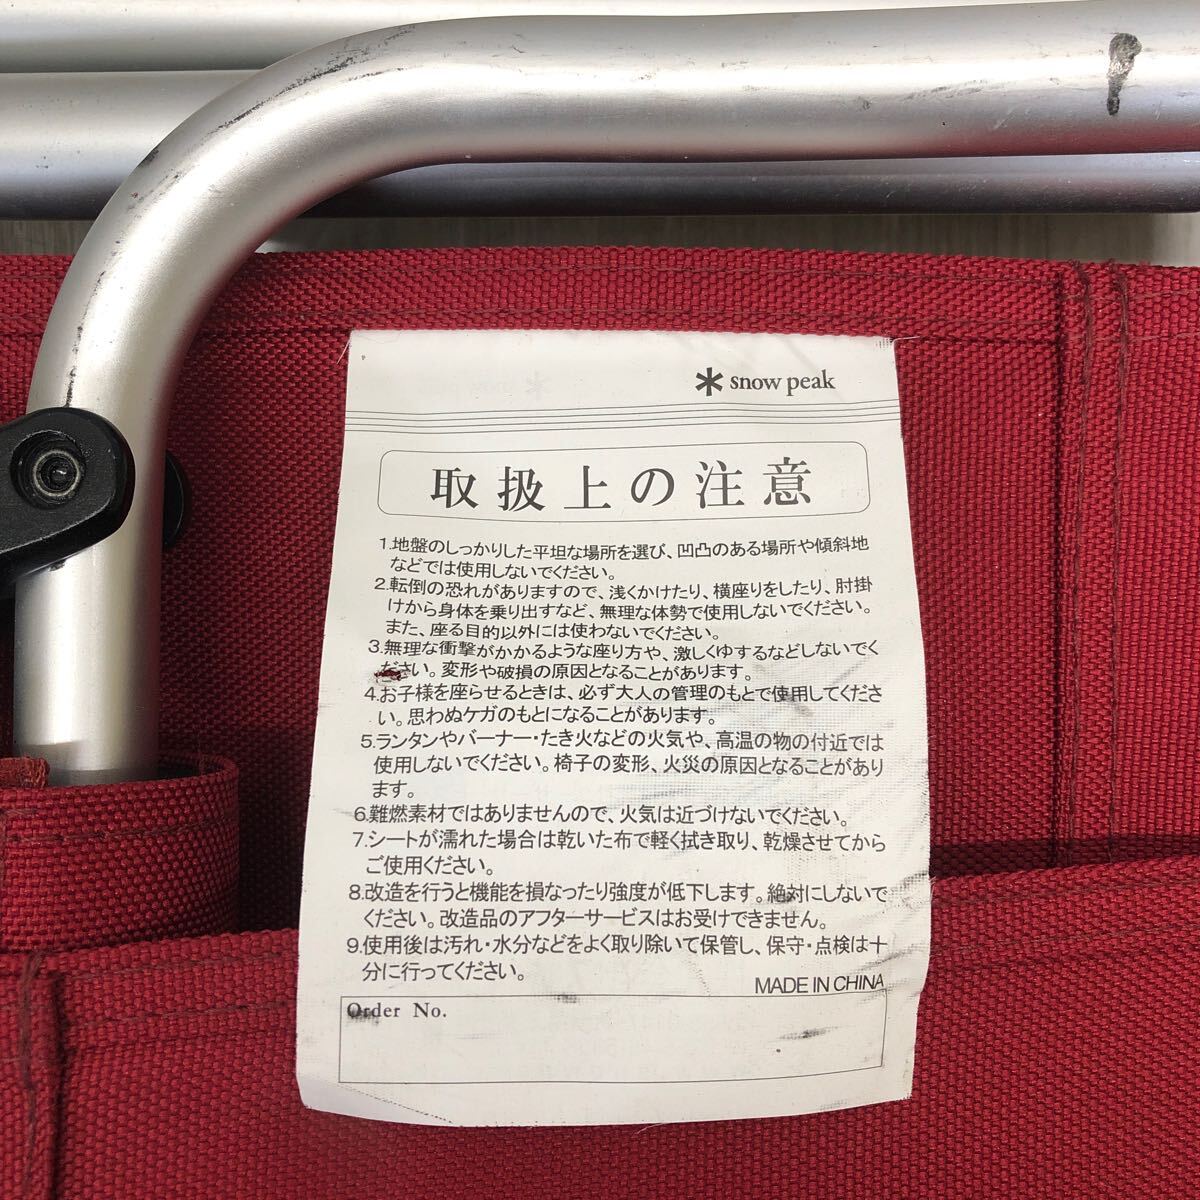 snow peak
取扱上の注意
1.地盤のしっかりした平坦な場所を選び、凹凸のある場所や傾斜地
などでは使用しないでください。
2.転倒の恐れがありますので、浅くかけたり、横座りをしたり、肘掛
けから身体を乗り出すなど、無理な体勢で使用しないでください。
また、座る目的以外には使わないでください。
3.無理な衝撃がかかるような座り方や、激しくゆするなどしないでく
ださい。変形や破損の原因となることがあります。
4.お子様を座らせるときは、必ず大人の管理のもとで使用してくださ
い。思わぬケガのもとになることがあります。
5.ランタンやバーナー・たき火などの火気や、高温の物の付近では
使用しないでください。椅子の変形、火災の原因となることがあり
ます。
6.難燃素材ではありませんので、火気は近づけないでください。
7.シートが濡れた場合は乾いた布で軽く拭き取り、乾燥させてから
ご使用ください。
8.改造を行うと機能を損なったり強度が低下します。絶対にしないで
ください。改造品のアフターサービスはお受けできません。
9.使用後は汚れ・水分などをよく取り除いて保管し、保守・点検は十
分に行ってください。
MADE IN CHINA
Order No.